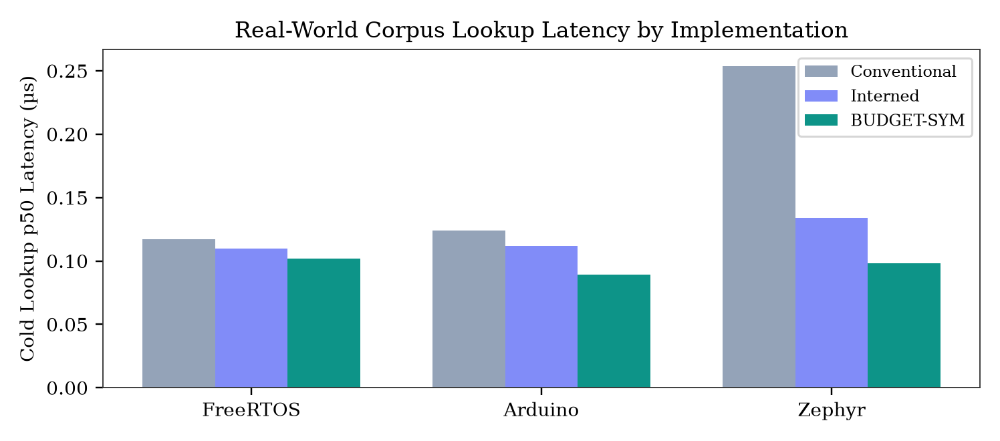 Real-World Corpus Lookup Latency by Implementation
Cold Lookup p50 Latency (µs)
0.25
0.20
0.15
0.10
0.05
0.00
Conventional
Interned
BUDGET-SYM
FreeRTOS
Arduino
Zephyr